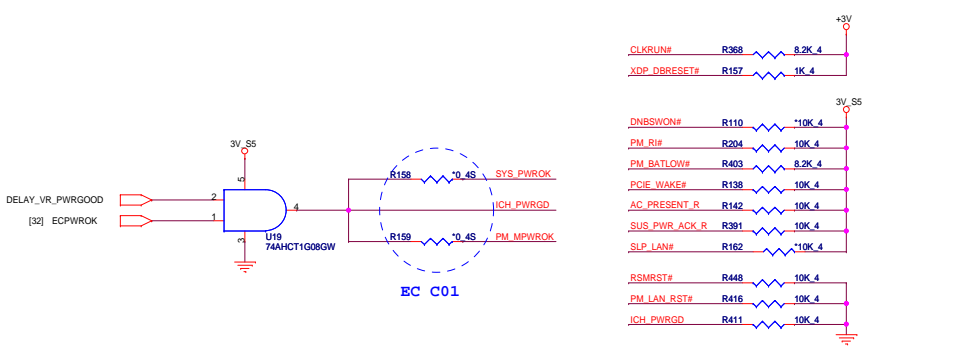 +3V
CLKRUN# R368 8.2K_4
XDP_DBRESET# R157 1K_4
3V_S5
DNBSWON# R110 *10K_4
PM_RI# R204 10K_4
PM_BATLOW# R403 8.2K_4
PCIE_WAKE# R138 10K_4
AC_PRESENT_R R142 10K_4
SUS_PWR_ACK_R R391 10K_4
SLP_LAN# R162 *10K_4
RSMRST# R448 10K_4
PM_LAN_RST# R416 10K_4
ICH_PWRGD R411 10K_4
3V_S5
5
DELAY_VR_PWRGOOD 2
[32] ECPWROK 1
4
3
U19
74AHCT1G08GW
R158 *0_4S SYS_PWROK
ICH_PWRGD
R159 *0_4S PM_MPWROK
EC C01